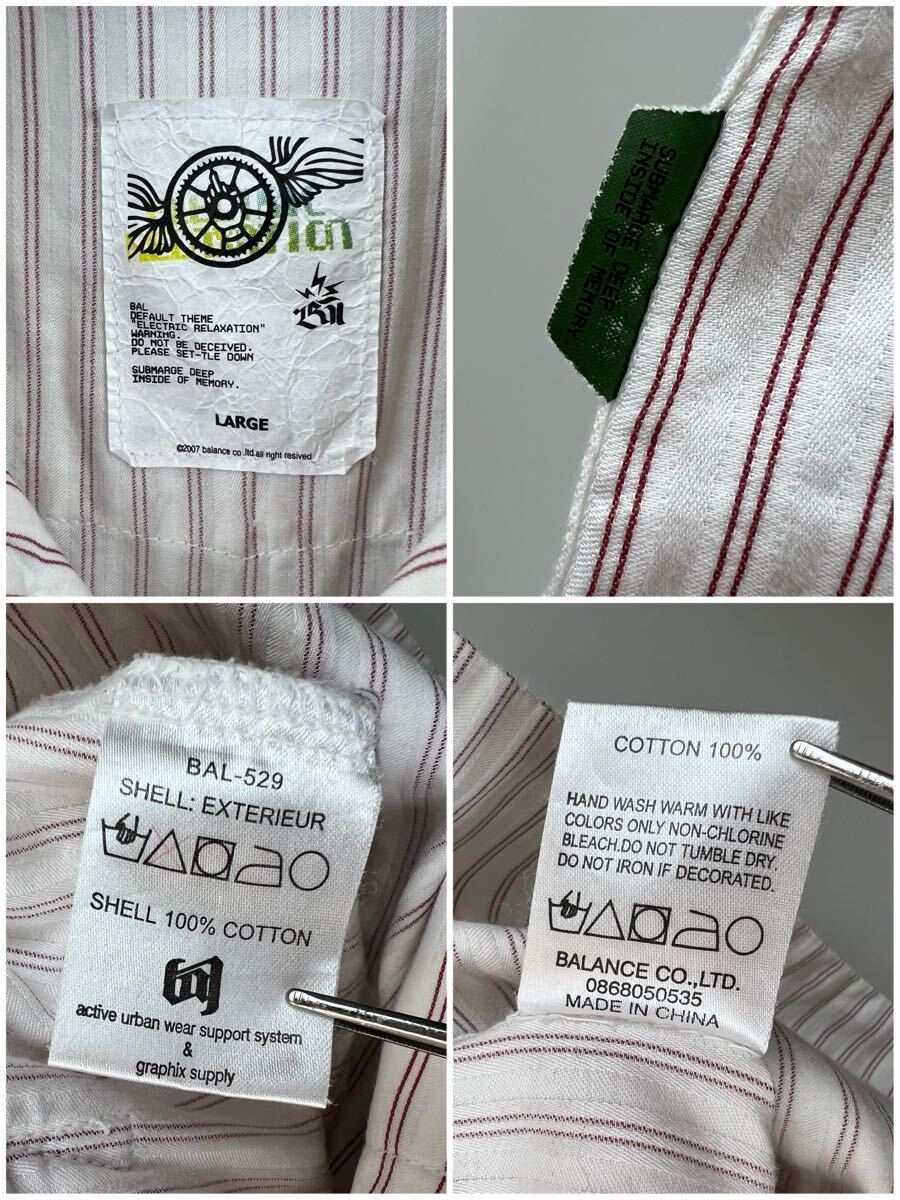 BAL
DEFAULT THEME
"ELECTRIC RELAXATION"
WARNING.
DO NOT BE DECEIVED.
PLEASE SET-TLE DOWN
SUBMARGE DEEP
INSIDE OF MEMORY.
LARGE
©2007 balance co.,ltd.all right resived
SUBMARGE DEEP
INSIDE OF
MEMORY
BAL-529
SHELL: EXTERIEUR
SHELL 100% COTTON
bal
active urban wear support system
&
graphix supply
COTTON 100%
HAND WASH WARM WITH LIKE
COLORS ONLY NON-CHLORINE
BLEACH.DO NOT TUMBLE DRY.
DO NOT IRON IF DECORATED.
BALANCE CO.,LTD.
0868050535
MADE IN CHINA